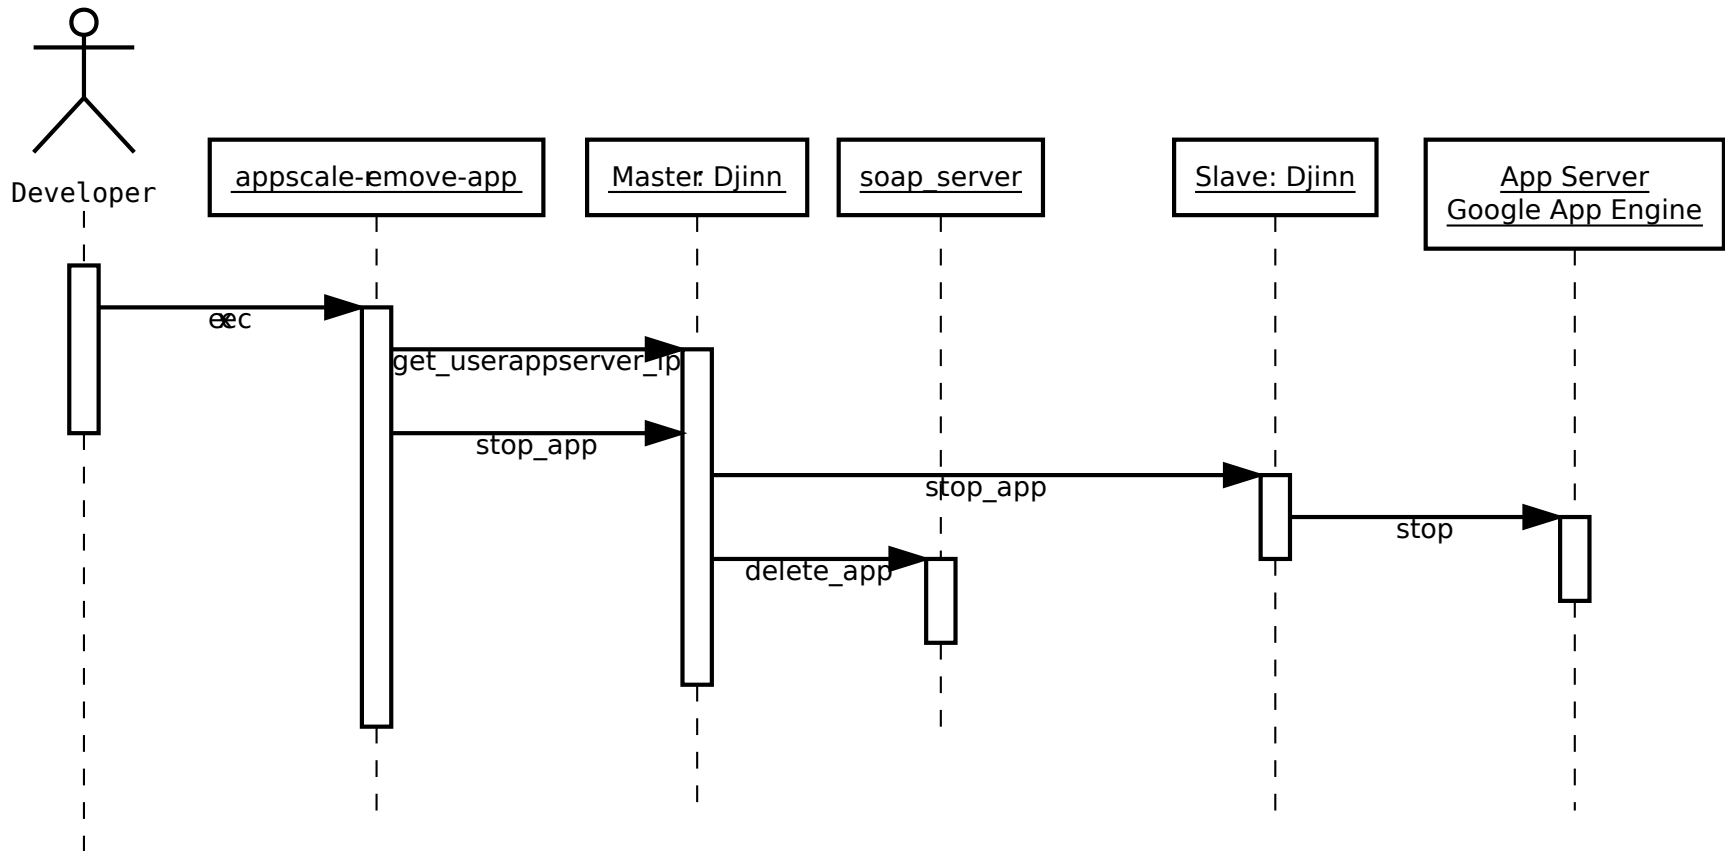 Developer
appscale-remove-app
Master: Djinn
soap_server
Slave: Djinn
App Server
Google App Engine
exec
get_userappserver_ip
stop_app
stop_app
stop
delete_app